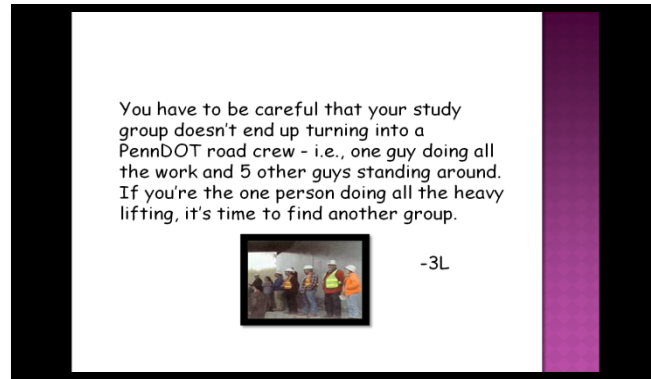 You have to be careful that your study
group doesn't end up turning into a
PennDOT road crew - i.e., one guy doing all
the work and 5 other guys standing around.
If you're the one person doing all the heavy
lifting, it's time to find another group.
-3L